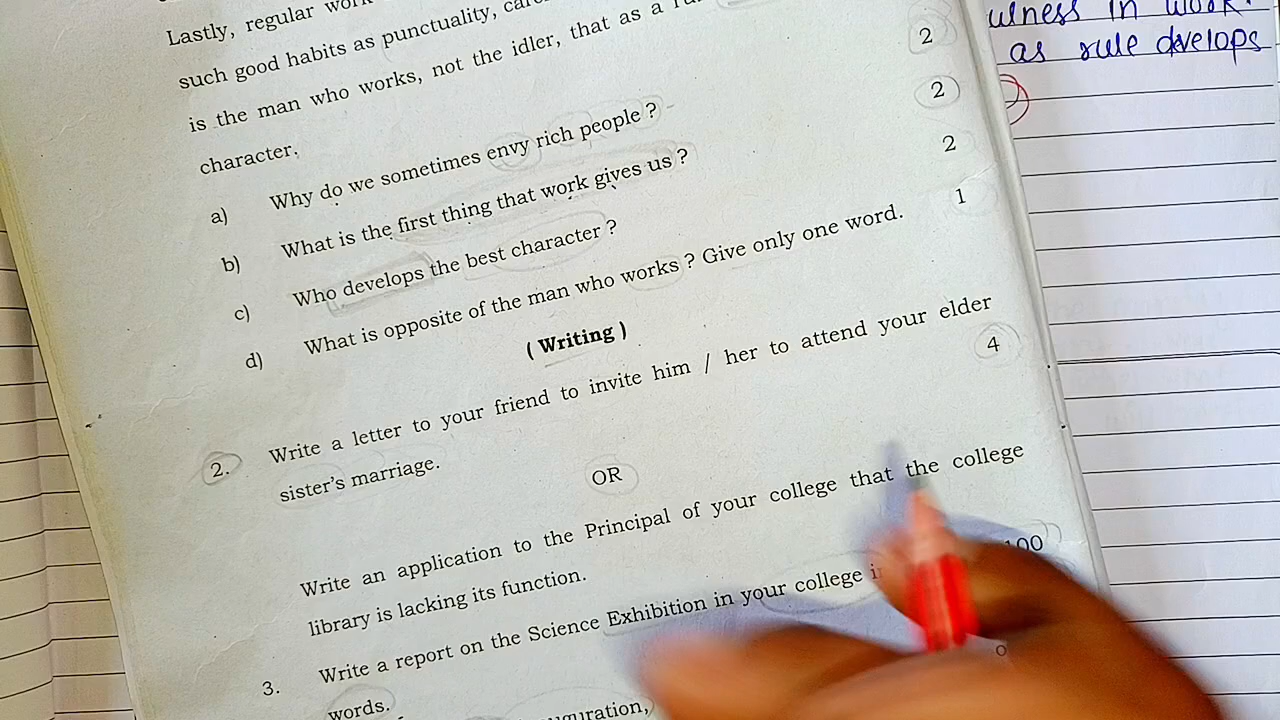 Lastly, regular
such good habits as punctuality,
is the man who works, not the idler, that as a
character.
a) Why do we sometimes envy rich people ? 2
b) What is the first thing that work gives us ? 2
c) Who develops the best character ? 2
d) What is opposite of the man who works ? Give only one word. 1
( Writing )
2. Write a letter to your friend to invite him / her to attend your elder
sister's marriage. 4
OR
Write an application to the Principal of your college that the college
library is lacking its function.
3. Write a report on the Science Exhibition in your college 100
words.
ulness in work.
as rule develops